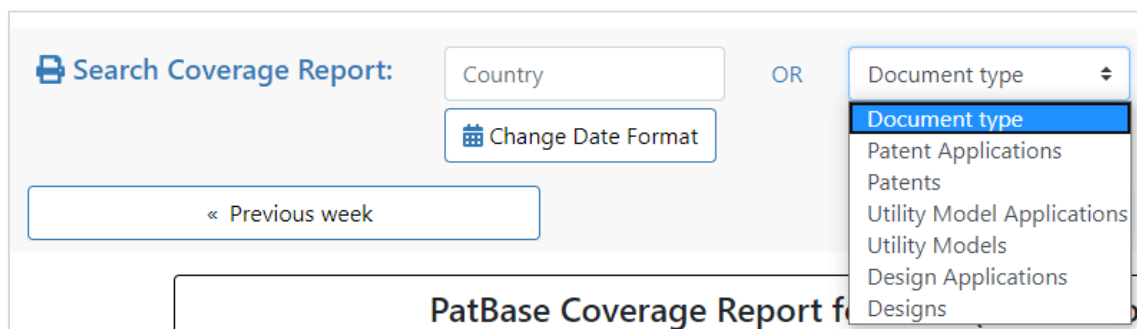 Search Coverage Report:
Country
OR
Document type
Change Date Format
Document type
Patent Applications
Patents
Utility Model Applications
Utility Models
Design Applications
Designs
« Previous week
PatBase Coverage Report